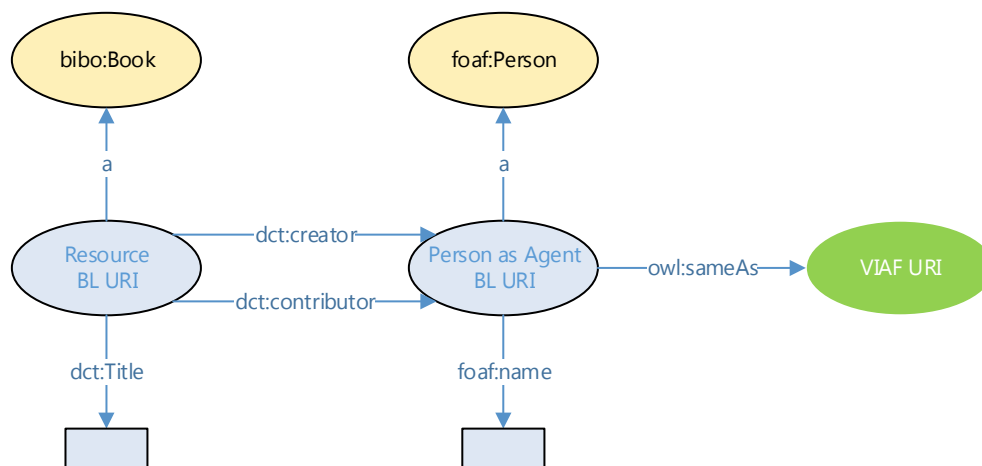 bibo:Book
foaf:Person
a
a
Resource
BL URI
dct:creator
dct:contributor
Person as Agent
BL URI
owl:sameAs
VIAF URI
dct:Title
foaf:name